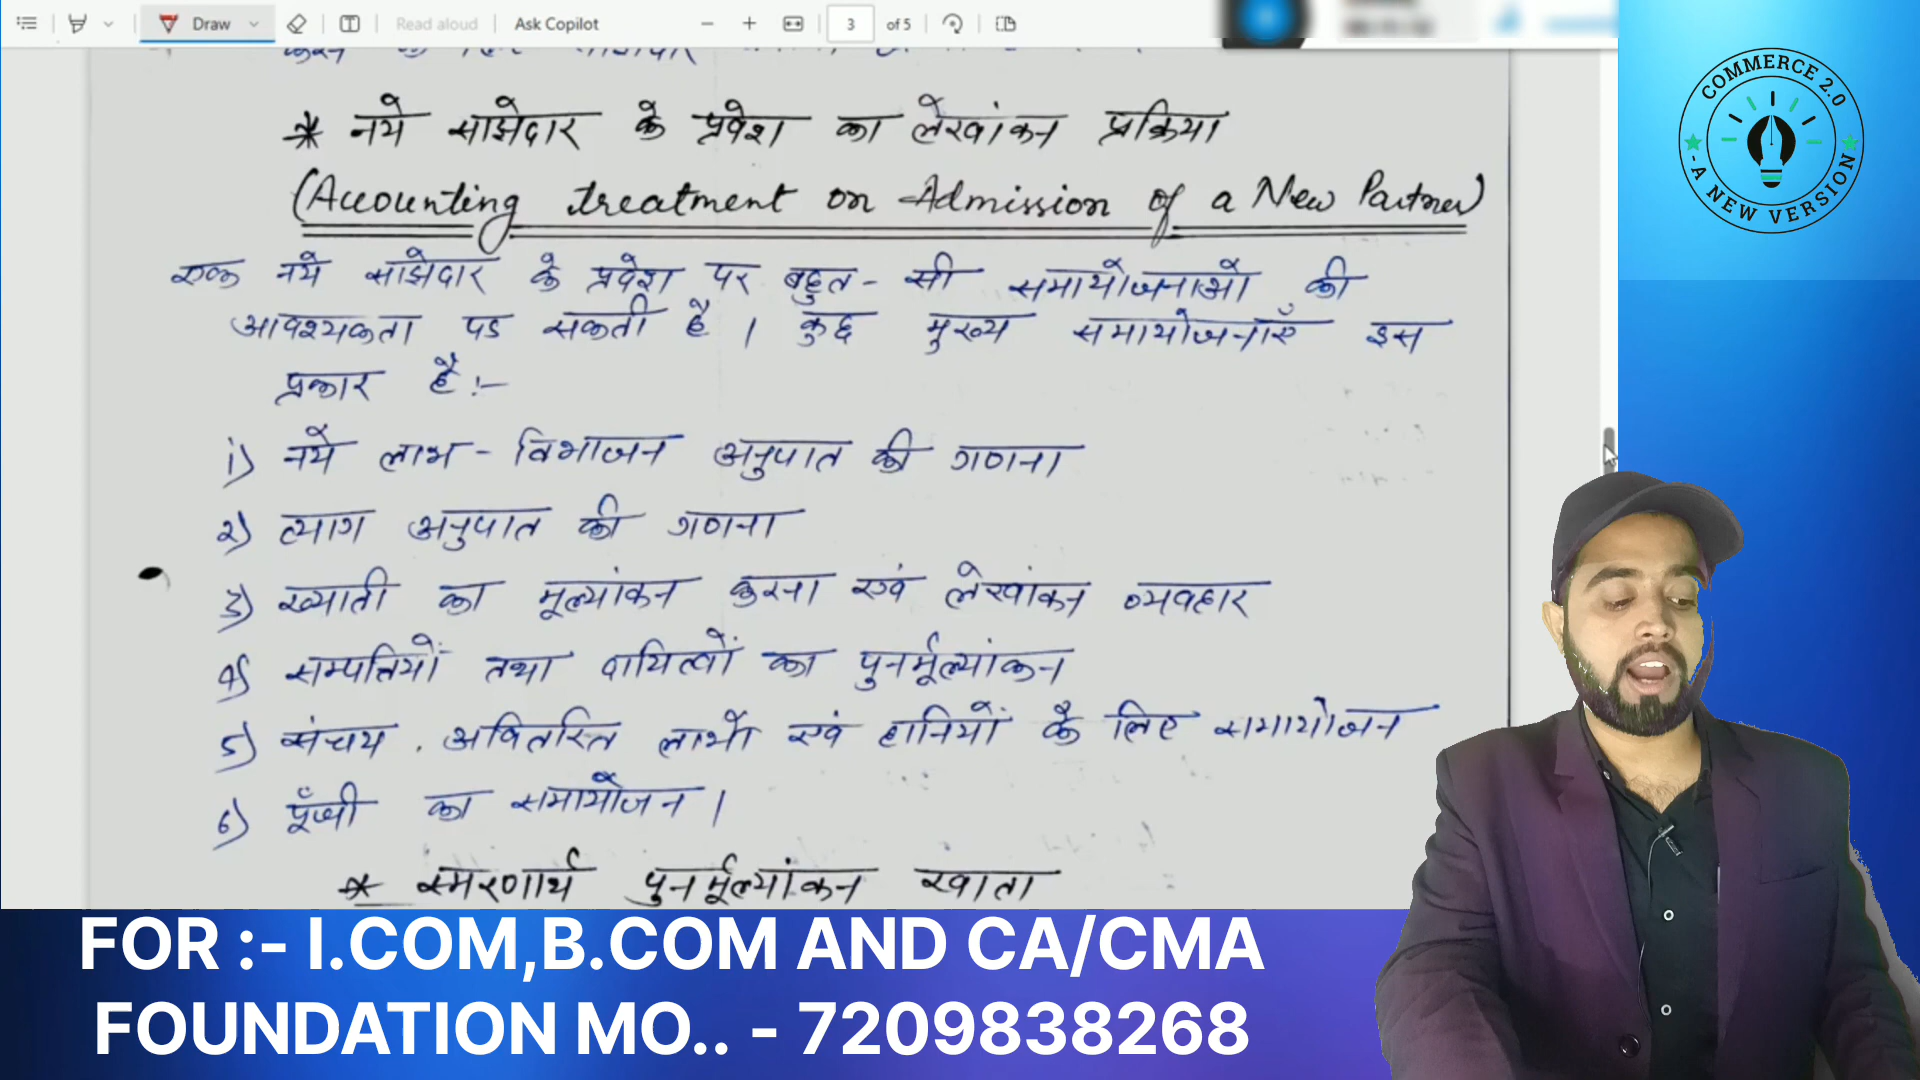 Draw
Read aloud
Ask Copilot
3 of 5
* नये साझेदार के प्रवेश का लेखांकन प्रक्रिया
(Accounting treatment on Admission of a New Partner)
एक नये साझेदार के प्रवेश पर बहुत-सी समायोजनाओं की
आवश्यकता पड सकती है । कुछ मुख्य समायोजनाएँ इस
प्रकार है :-
1) नये लाभ-विभाजन अनुपात की गणना
2) त्याग अनुपात की गणना
3) ख्याती का मूल्यांकन करना एवं लेखांकन व्यवहार
4) सम्पत्तियों तथा दायित्वों का पुनर्मूल्यांकन
5) संचय , अवितरित लाभों एवं हानियों के लिए समायोजन
6) पूँजी का समायोजन ।
* स्मरणार्थ पुनर्मूल्यांकन खाता
COMMERCE 2.0
-A NEW VERSION
FOR :- I.COM,B.COM AND CA/CMA
FOUNDATION MO.. - 7209838268